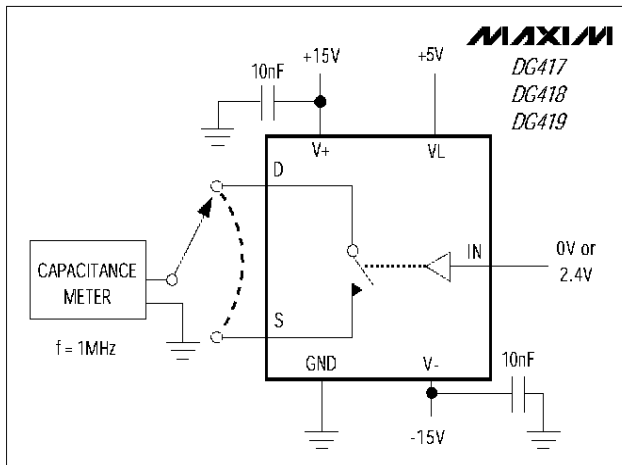 MAXIM
DG417
DG418
DG419
+15V
+5V
10nF
V+
VL
D
IN
0V or
2.4V
CAPACITANCE
METER
f = 1MHz
S
GND
V-
10nF
-15V